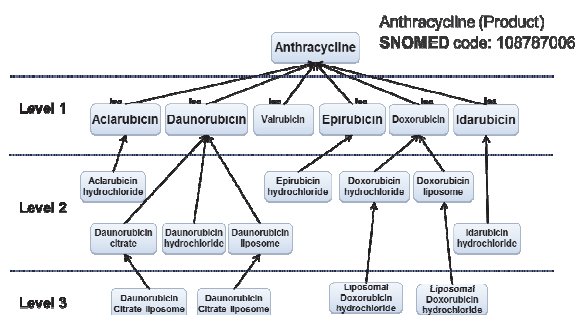 Anthracycline (Product)
SNOMED code: 108787006
Anthracycline
Level 1
Isa Isa Isa Isa Isa Isa
Aclarubicin Daunorubicin Valrubicin Epirubicin Doxorubicin Idarubicin
Level 2
Aclarubicin
hydrochloride
Epirubicin
hydrochloride
Doxorubicin
hydrochloride
Doxorubicin
liposome
Daunorubicin
citrate
Daunorubicin
hydrochloride
Daunorubicin
liposome
Idarubicin
hydrochloride
Level 3
Daunorubicin
Citrate liposome
Daunorubicin
Citrate liposome
Liposomal
Doxorubicin
hydrochloride
Liposomal
Doxorubicin
hydrochloride